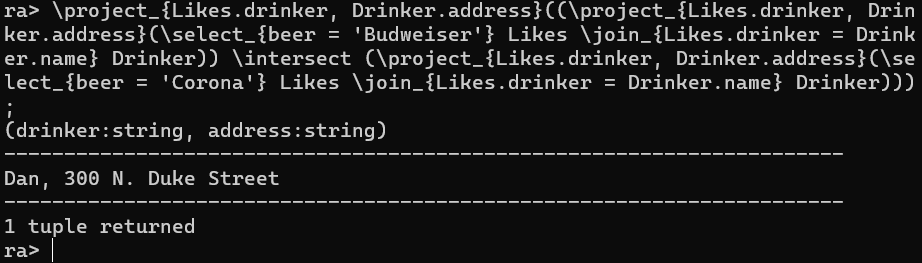 ra> \project_{Likes.drinker, Drinker.address}((\project_{Likes.drinker, Drin
ker.address}(\select_{beer = 'Budweiser'} Likes \join_{Likes.drinker = Drink
er.name} Drinker)) \intersect (\project_{Likes.drinker, Drinker.address}(\se
lect_{beer = 'Corona'} Likes \join_{Likes.drinker = Drinker.name} Drinker)))
;
(drinker:string, address:string)
----------------------------------------------------------------------
Dan, 300 N. Duke Street
----------------------------------------------------------------------
1 tuple returned
ra>